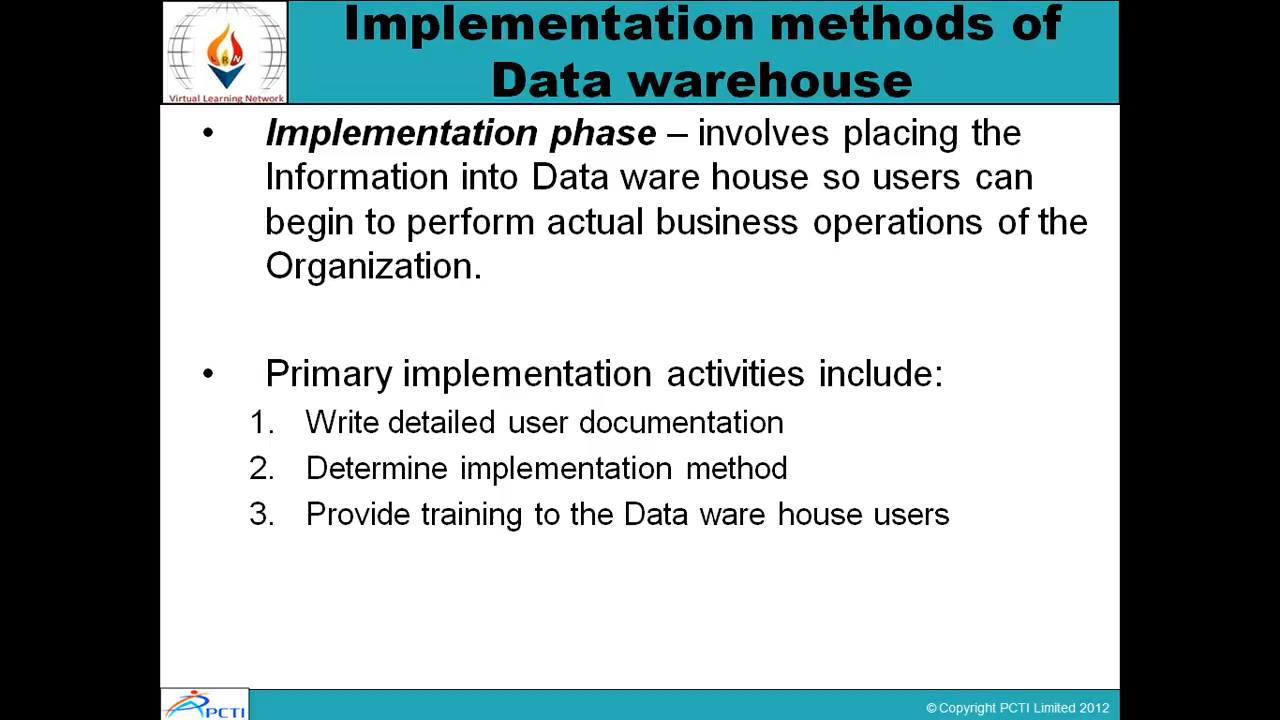 Implementation methods of
Data warehouse
LRN
Virtual Learning Network
• Implementation phase – involves placing the
Information into Data ware house so users can
begin to perform actual business operations of the
Organization.
• Primary implementation activities include:
1. Write detailed user documentation
2. Determine implementation method
3. Provide training to the Data ware house users
PCTI
© Copyright PCTI Limited 2012